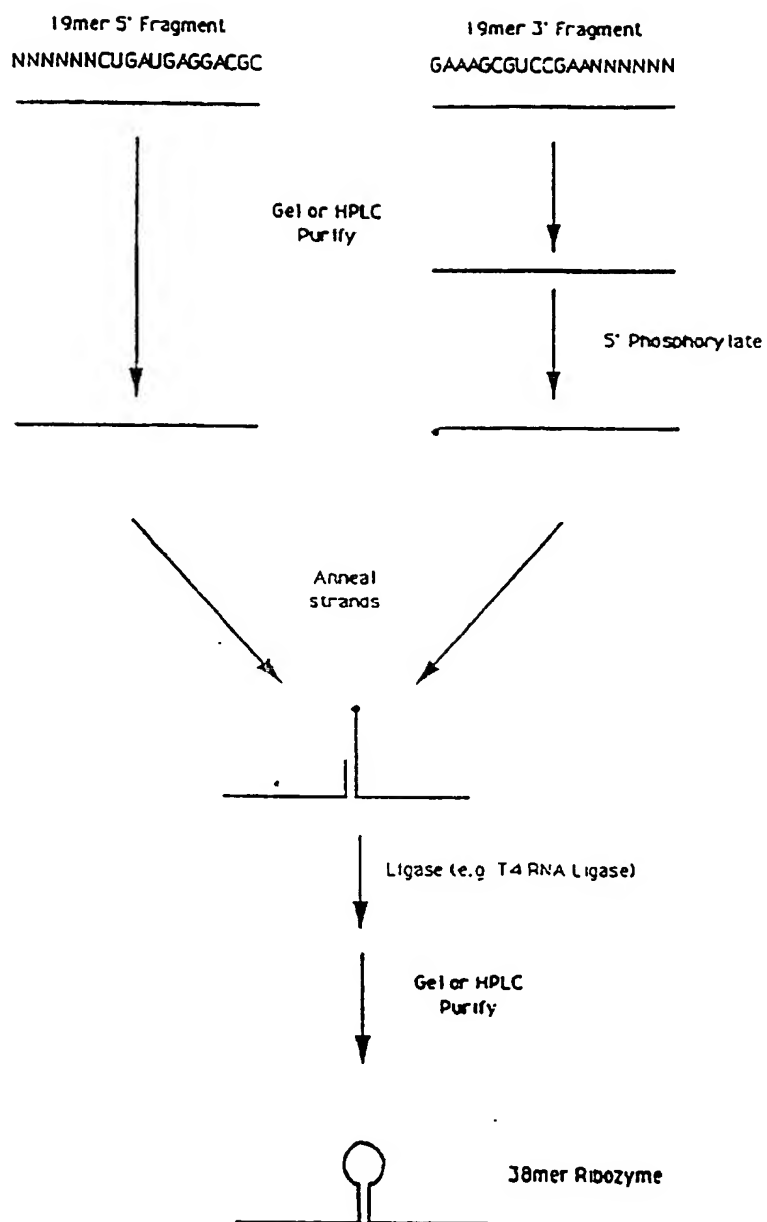 19mer 5' Fragment
NNNNNNCUGAUGAGGACGC
19mer 3' Fragment
GAAAGCGUCCGAANNNNNN
Gel or HPLC
Purify
5' Phosphorylate
Anneal
strands
Ligase (e.g. T4 RNA Ligase)
Gel or HPLC
Purify
38mer Ribozyme